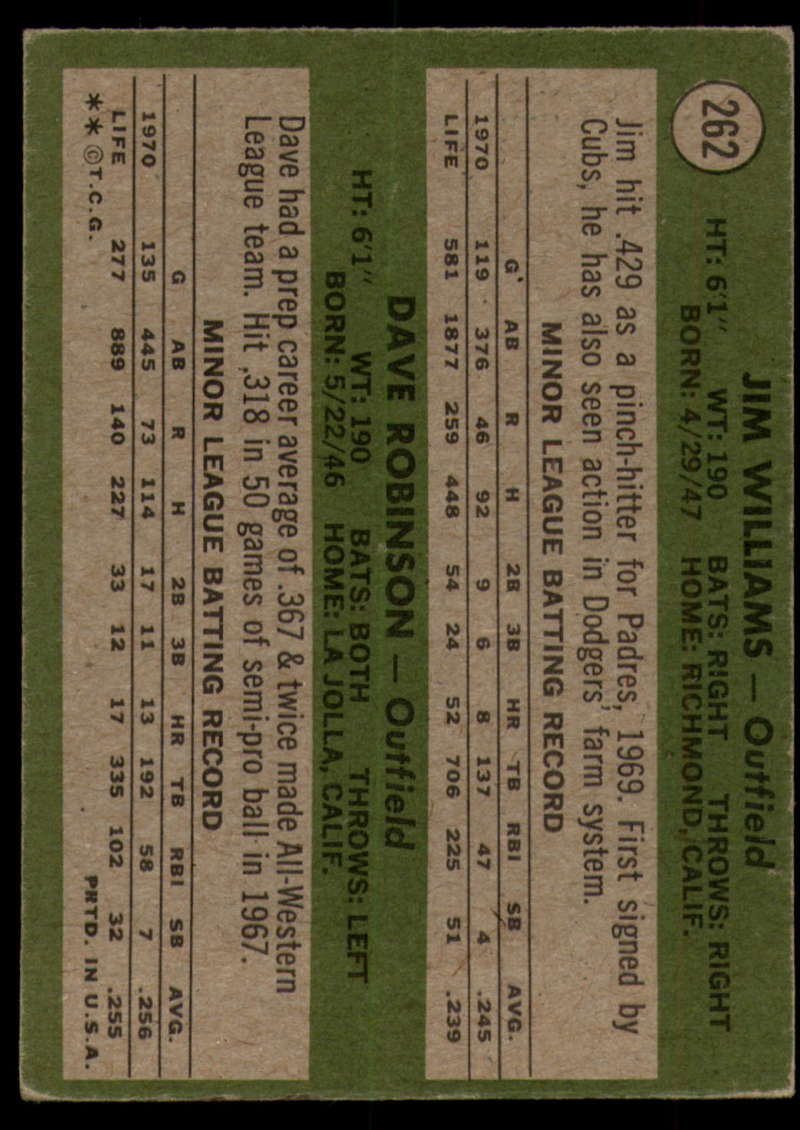 262
JIM WILLIAMS — Outfield
HT: 6'1" WT: 190 BATS: RIGHT THROWS: RIGHT
BORN: 4/29/47 HOME: RICHMOND, CALIF.
Jim hit .429 as a pinch-hitter for Padres, 1969. First signed by
Cubs, he has also seen action in Dodgers' farm system.
MINOR LEAGUE BATTING RECORD
G AB R H 2B 3B HR TB RBI SB AVG.
1970 119 376 46 92 9 6 8 137 47 4 .245
LIFE 581 1877 259 448 54 24 52 706 225 51 .239
DAVE ROBINSON — Outfield
HT: 6'1" WT: 190 BATS: BOTH THROWS: LEFT
BORN: 5/22/46 HOME: LA JOLLA, CALIF.
Dave had a prep career average of .367 & twice made All-Western
League team. Hit .318 in 50 games of semi-pro ball in 1967.
MINOR LEAGUE BATTING RECORD
G AB R H 2B 3B HR TB RBI SB AVG.
1970 135 445 73 114 17 11 13 192 58 7 .256
LIFE 277 889 140 227 33 12 17 335 102 32 .255
** ©T.C.G. PRTD. IN U.S.A.